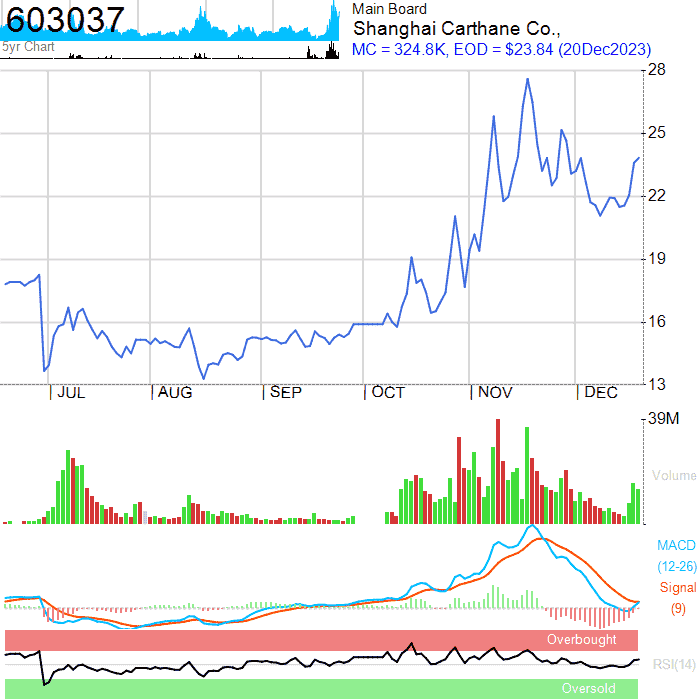 603037
5yr Chart
Main Board
Shanghai Carthane Co.,
MC = 324.8K, EOD = $23.84 (20Dec2023)
28
25
22
19
16
13
JUL AUG SEP OCT NOV DEC
39M
Volume
MACD
(12-26)
Signal
(9)
Overbought
RSI(14)
Oversold